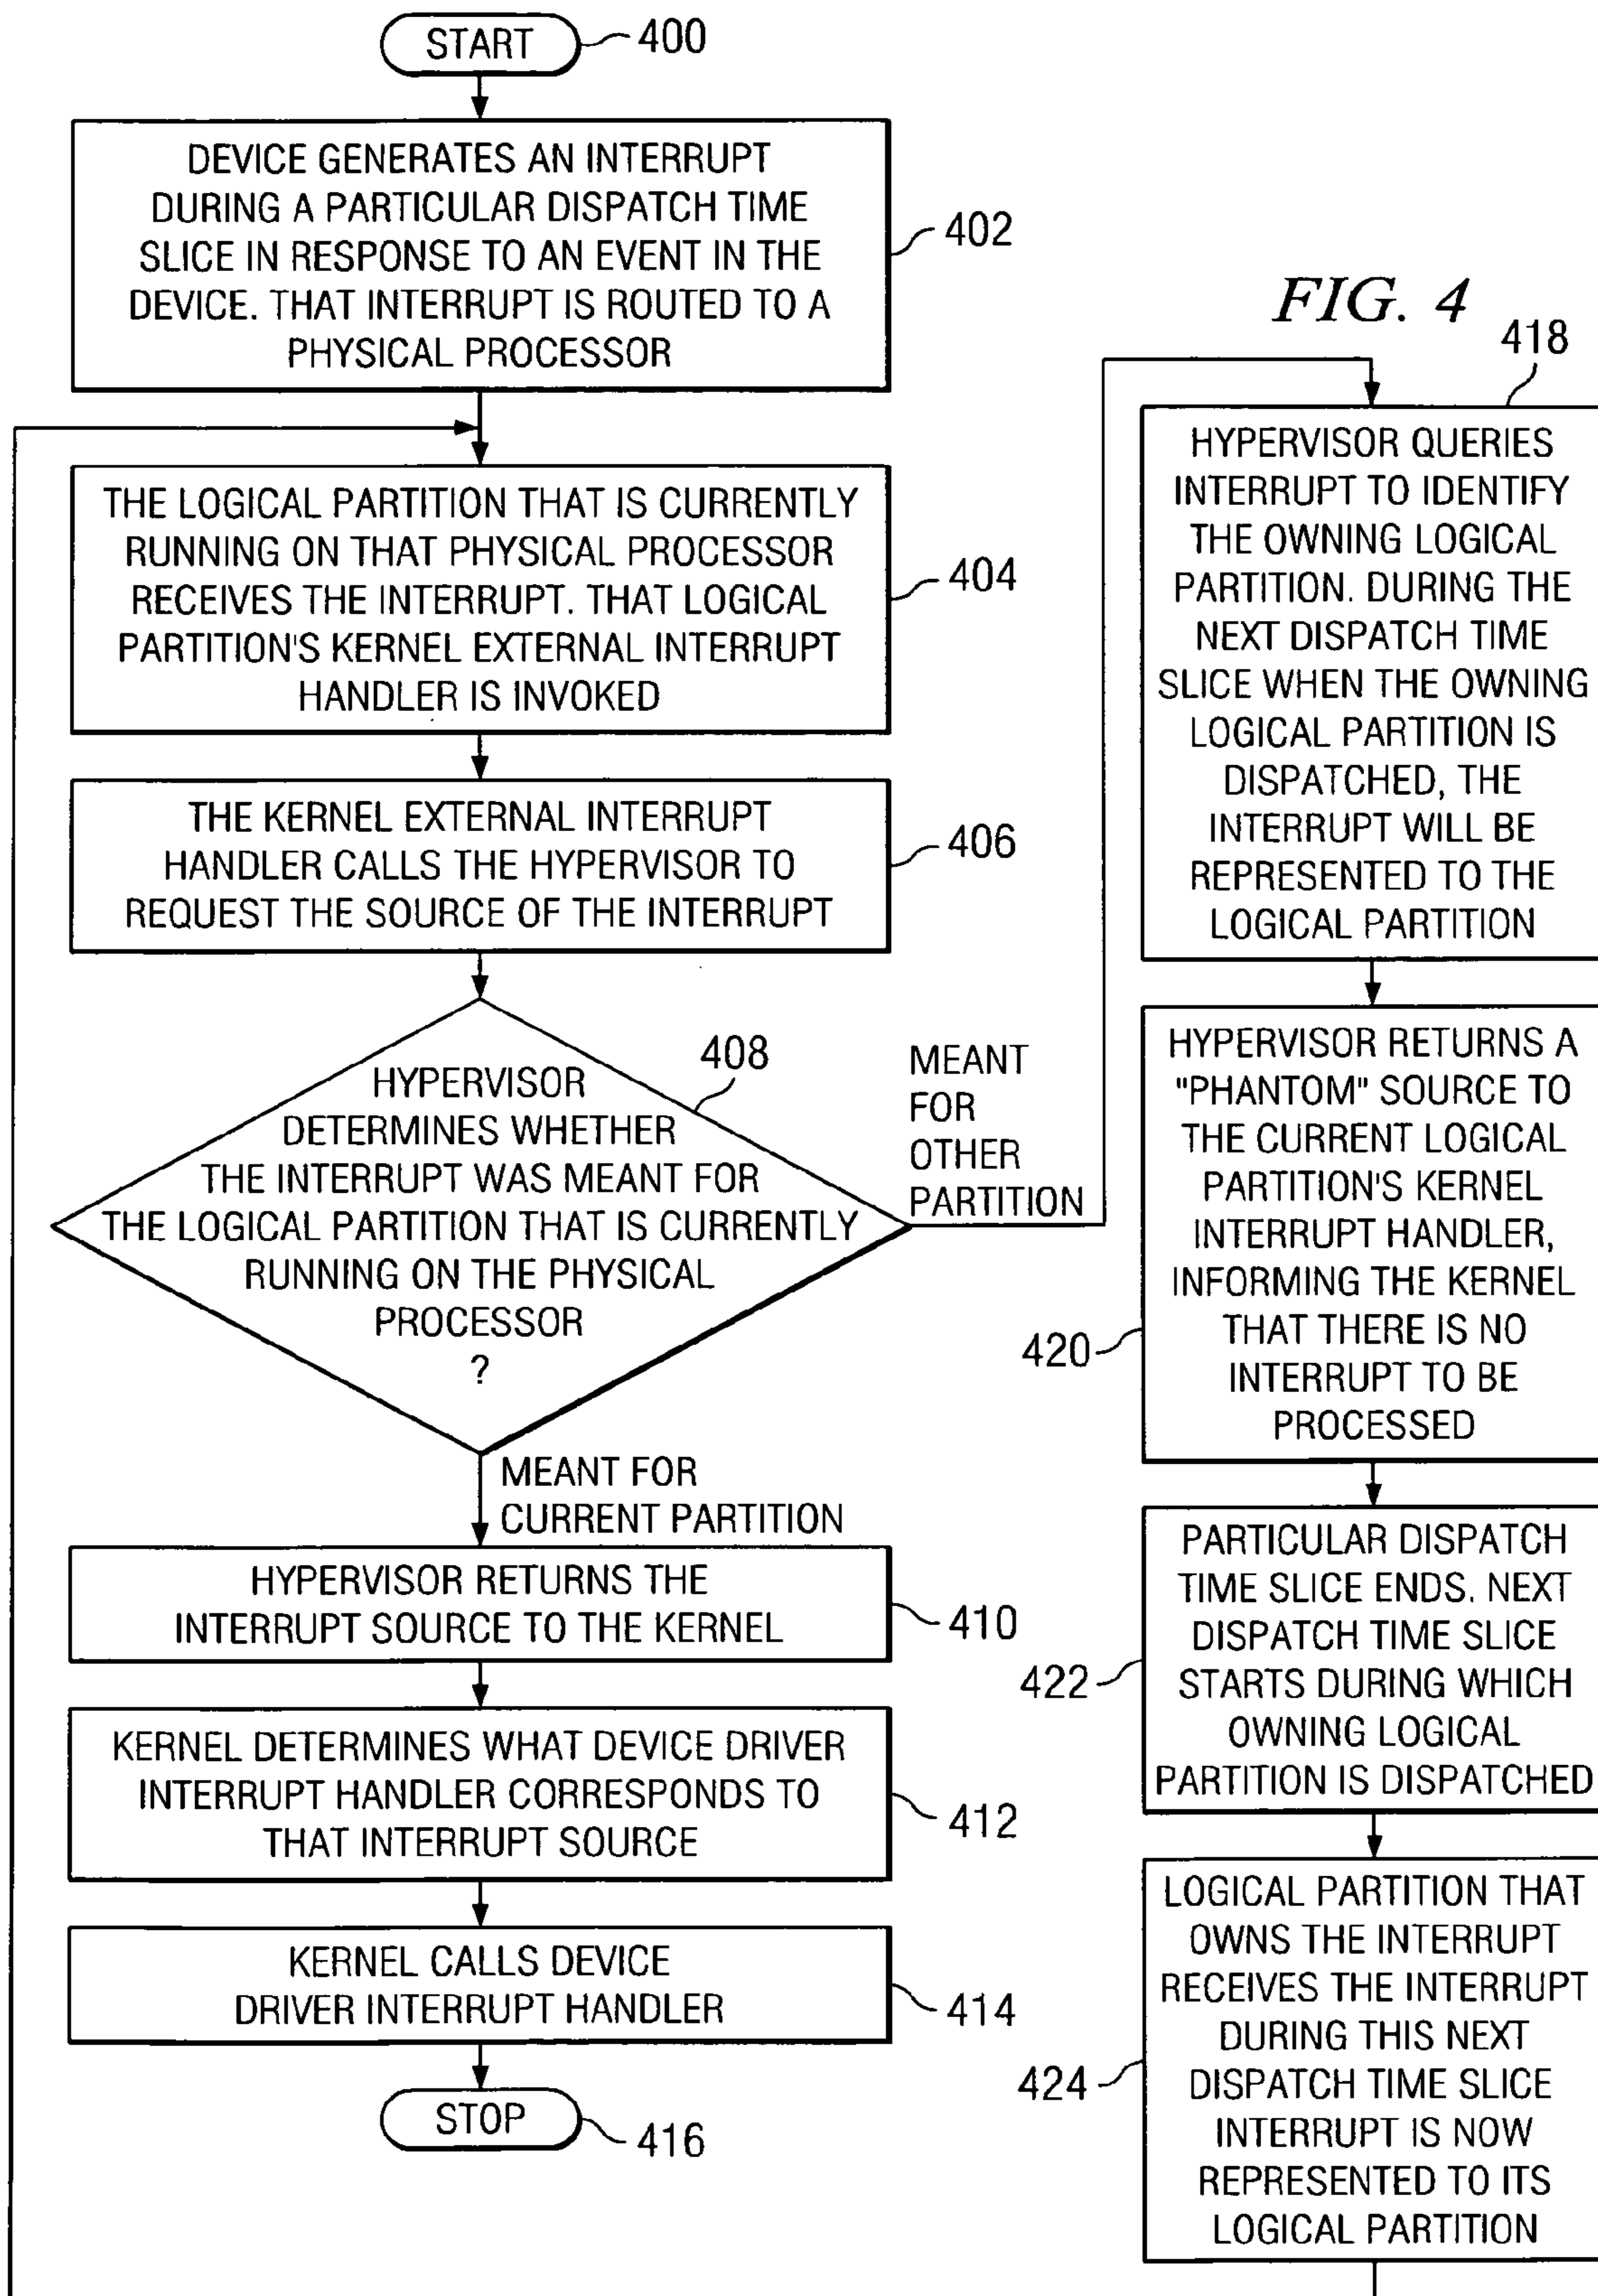 START
400
DEVICE GENERATES AN INTERRUPT
DURING A PARTICULAR DISPATCH TIME
SLICE IN RESPONSE TO AN EVENT IN THE
DEVICE. THAT INTERRUPT IS ROUTED TO A
PHYSICAL PROCESSOR
402
THE LOGICAL PARTITION THAT IS CURRENTLY
RUNNING ON THAT PHYSICAL PROCESSOR
RECEIVES THE INTERRUPT. THAT LOGICAL
PARTITION'S KERNEL EXTERNAL INTERRUPT
HANDLER IS INVOKED
404
THE KERNEL EXTERNAL INTERRUPT
HANDLER CALLS THE HYPERVISOR TO
REQUEST THE SOURCE OF THE INTERRUPT
406
HYPERVISOR
DETERMINES WHETHER
THE INTERRUPT WAS MEANT FOR
THE LOGICAL PARTITION THAT IS CURRENTLY
RUNNING ON THE PHYSICAL
PROCESSOR
?
408
MEANT
FOR
OTHER
PARTITION
MEANT FOR
CURRENT PARTITION
HYPERVISOR RETURNS THE
INTERRUPT SOURCE TO THE KERNEL
410
KERNEL DETERMINES WHAT DEVICE DRIVER
INTERRUPT HANDLER CORRESPONDS TO
THAT INTERRUPT SOURCE
412
KERNEL CALLS DEVICE
DRIVER INTERRUPT HANDLER
414
STOP
416
FIG. 4
418
HYPERVISOR QUERIES
INTERRUPT TO IDENTIFY
THE OWNING LOGICAL
PARTITION. DURING THE
NEXT DISPATCH TIME
SLICE WHEN THE OWNING
LOGICAL PARTITION IS
DISPATCHED, THE
INTERRUPT WILL BE
REPRESENTED TO THE
LOGICAL PARTITION
HYPERVISOR RETURNS A
"PHANTOM" SOURCE TO
THE CURRENT LOGICAL
PARTITION'S KERNEL
INTERRUPT HANDLER,
INFORMING THE KERNEL
THAT THERE IS NO
INTERRUPT TO BE
PROCESSED
420
PARTICULAR DISPATCH
TIME SLICE ENDS. NEXT
DISPATCH TIME SLICE
STARTS DURING WHICH
OWNING LOGICAL
PARTITION IS DISPATCHED
422
LOGICAL PARTITION THAT
OWNS THE INTERRUPT
RECEIVES THE INTERRUPT
DURING THIS NEXT
DISPATCH TIME SLICE
INTERRUPT IS NOW
REPRESENTED TO ITS
LOGICAL PARTITION
424